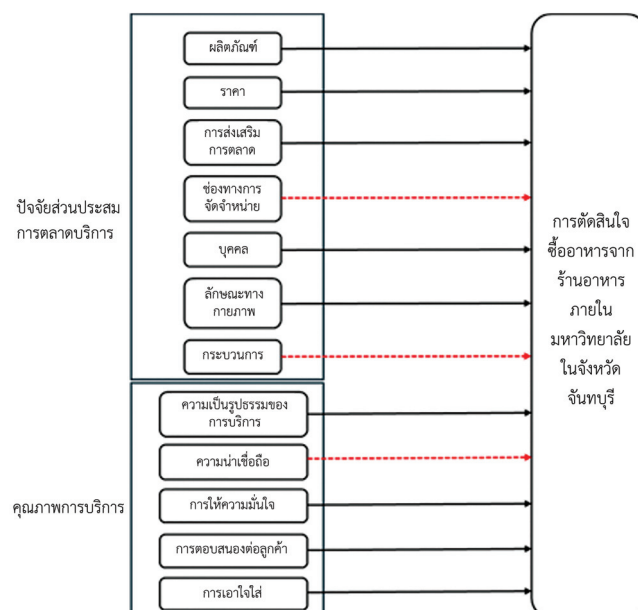 ผลิตภัณฑ์
ราคา
การส่งเสริม
การตลาด
ช่องทางการ
จัดจำหน่าย
บุคคล
ลักษณะทาง
กายภาพ
กระบวนการ
ปัจจัยส่วนประสม
การตลาดบริการ
ความเป็นรูปธรรมของ
การบริการ
ความน่าเชื่อถือ
การให้ความมั่นใจ
การตอบสนองต่อลูกค้า
การเอาใจใส่
คุณภาพการบริการ
การตัดสินใจ
ซื้ออาหารจาก
ร้านอาหาร
ภายใน
มหาวิทยาลัย
ในจังหวัด
จันทบุรี